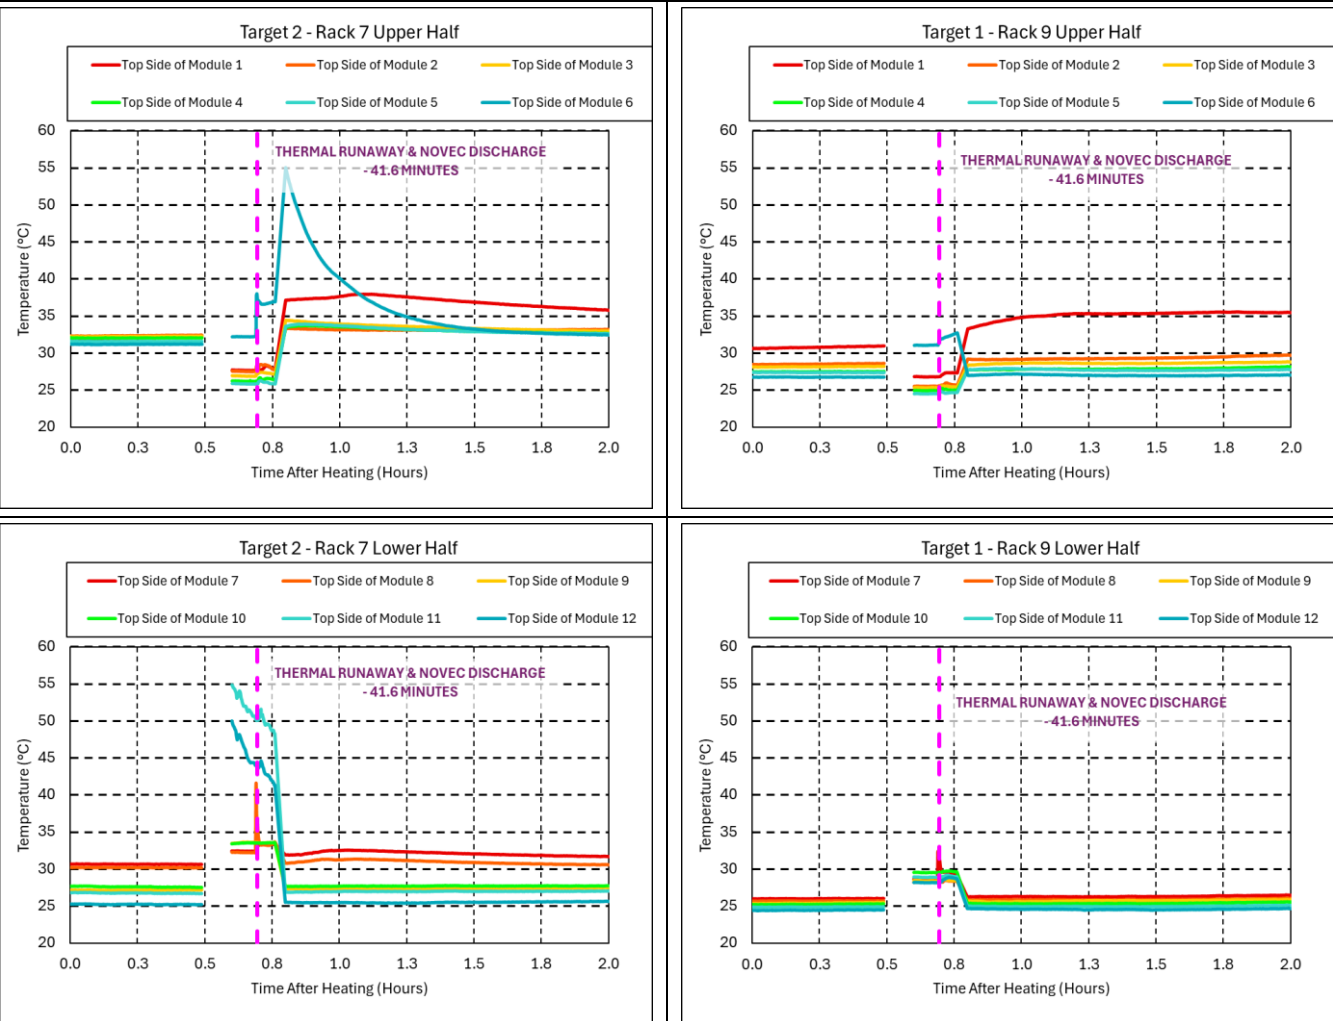 Target 2 - Rack 7 Upper Half
Top Side of Module 1 Top Side of Module 2 Top Side of Module 3
Top Side of Module 4 Top Side of Module 5 Top Side of Module 6
60
55
50
45
40
35
30
25
20
Temperature (°C)
THERMAL RUNAWAY & NOVEC DISCHARGE
- 41.6 MINUTES
0.0 0.3 0.5 0.8 1.0 1.3 1.5 1.8 2.0
Time After Heating (Hours)
Target 1 - Rack 9 Upper Half
Top Side of Module 1 Top Side of Module 2 Top Side of Module 3
Top Side of Module 4 Top Side of Module 5 Top Side of Module 6
60
55
50
45
40
35
30
25
20
Temperature (°C)
THERMAL RUNAWAY & NOVEC DISCHARGE
- 41.6 MINUTES
0.0 0.3 0.5 0.8 1.0 1.3 1.5 1.8 2.0
Time After Heating (Hours)
Target 2 - Rack 7 Lower Half
Top Side of Module 7 Top Side of Module 8 Top Side of Module 9
Top Side of Module 10 Top Side of Module 11 Top Side of Module 12
60
55
50
45
40
35
30
25
20
Temperature (°C)
THERMAL RUNAWAY & NOVEC DISCHARGE
- 41.6 MINUTES
0.0 0.3 0.5 0.8 1.0 1.3 1.5 1.8 2.0
Time After Heating (Hours)
Target 1 - Rack 9 Lower Half
Top Side of Module 7 Top Side of Module 8 Top Side of Module 9
Top Side of Module 10 Top Side of Module 11 Top Side of Module 12
60
55
50
45
40
35
30
25
20
Temperature (°C)
THERMAL RUNAWAY & NOVEC DISCHARGE
- 41.6 MINUTES
0.0 0.3 0.5 0.8 1.0 1.3 1.5 1.8 2.0
Time After Heating (Hours)